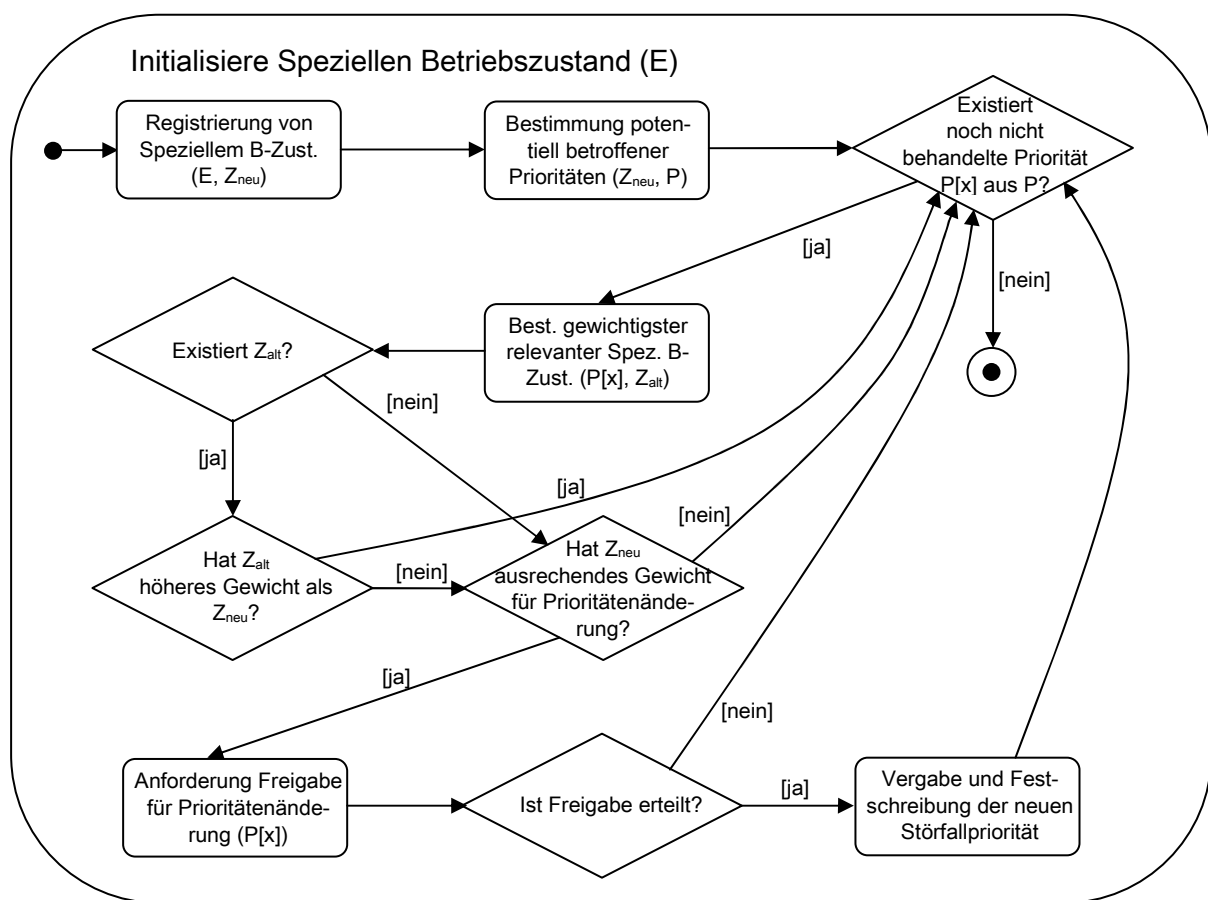 Initialisiere Speziellen Betriebszustand (E)
Registrierung von
Speziellem B-Zust.
(E, Zneu)
Bestimmung poten-
tiell betroffener
Prioritäten (Zneu, P)
Existiert
noch nicht
behandelte Priorität
P[x] aus P?
[ja]
[nein]
Best. gewichtigster
relevanter Spez. B-
Zust. (P[x], Zalt)
Existiert Zalt?
[nein]
[ja]
[ja]
[nein]
Hat Zalt
höheres Gewicht als
Zneu?
[nein]
Hat Zneu
ausrechendes Gewicht
für Prioritätenände-
rung?
[ja]
[nein]
Anforderung Freigabe
für Prioritätenände-
rung (P[x])
Ist Freigabe erteilt?
[ja]
Vergabe und Fest-
schreibung der neuen
Störfallpriorität